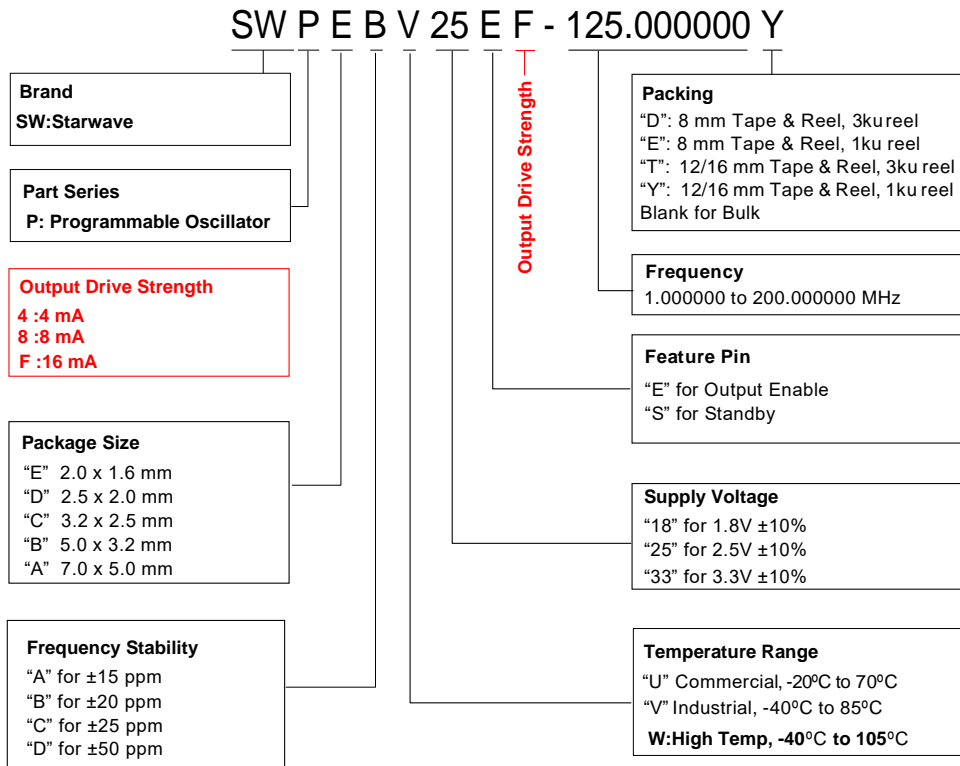 SW P E B V 25 E F - 125.000000 Y
Brand
SW:Starwave
Part Series
P: Programmable Oscillator
Output Drive Strength
4 :4 mA
8 :8 mA
F :16 mA
Package Size
“E” 2.0 x 1.6 mm
“D” 2.5 x 2.0 mm
“C” 3.2 x 2.5 mm
“B” 5.0 x 3.2 mm
“A” 7.0 x 5.0 mm
Frequency Stability
“A” for ±15 ppm
“B” for ±20 ppm
“C” for ±25 ppm
“D” for ±50 ppm
Output Drive Strength
Packing
“D”: 8 mm Tape & Reel, 3ku reel
“E”: 8 mm Tape & Reel, 1ku reel
“T”: 12/16 mm Tape & Reel, 3ku reel
“Y”: 12/16 mm Tape & Reel, 1ku reel
Blank for Bulk
Frequency
1.000000 to 200.000000 MHz
Feature Pin
“E” for Output Enable
“S” for Standby
Supply Voltage
“18” for 1.8V ±10%
“25” for 2.5V ±10%
“33” for 3.3V ±10%
Temperature Range
“U” Commercial, -20ºC to 70ºC
“V” Industrial, -40ºC to 85ºC
W:High Temp, -40ºC to 105ºC